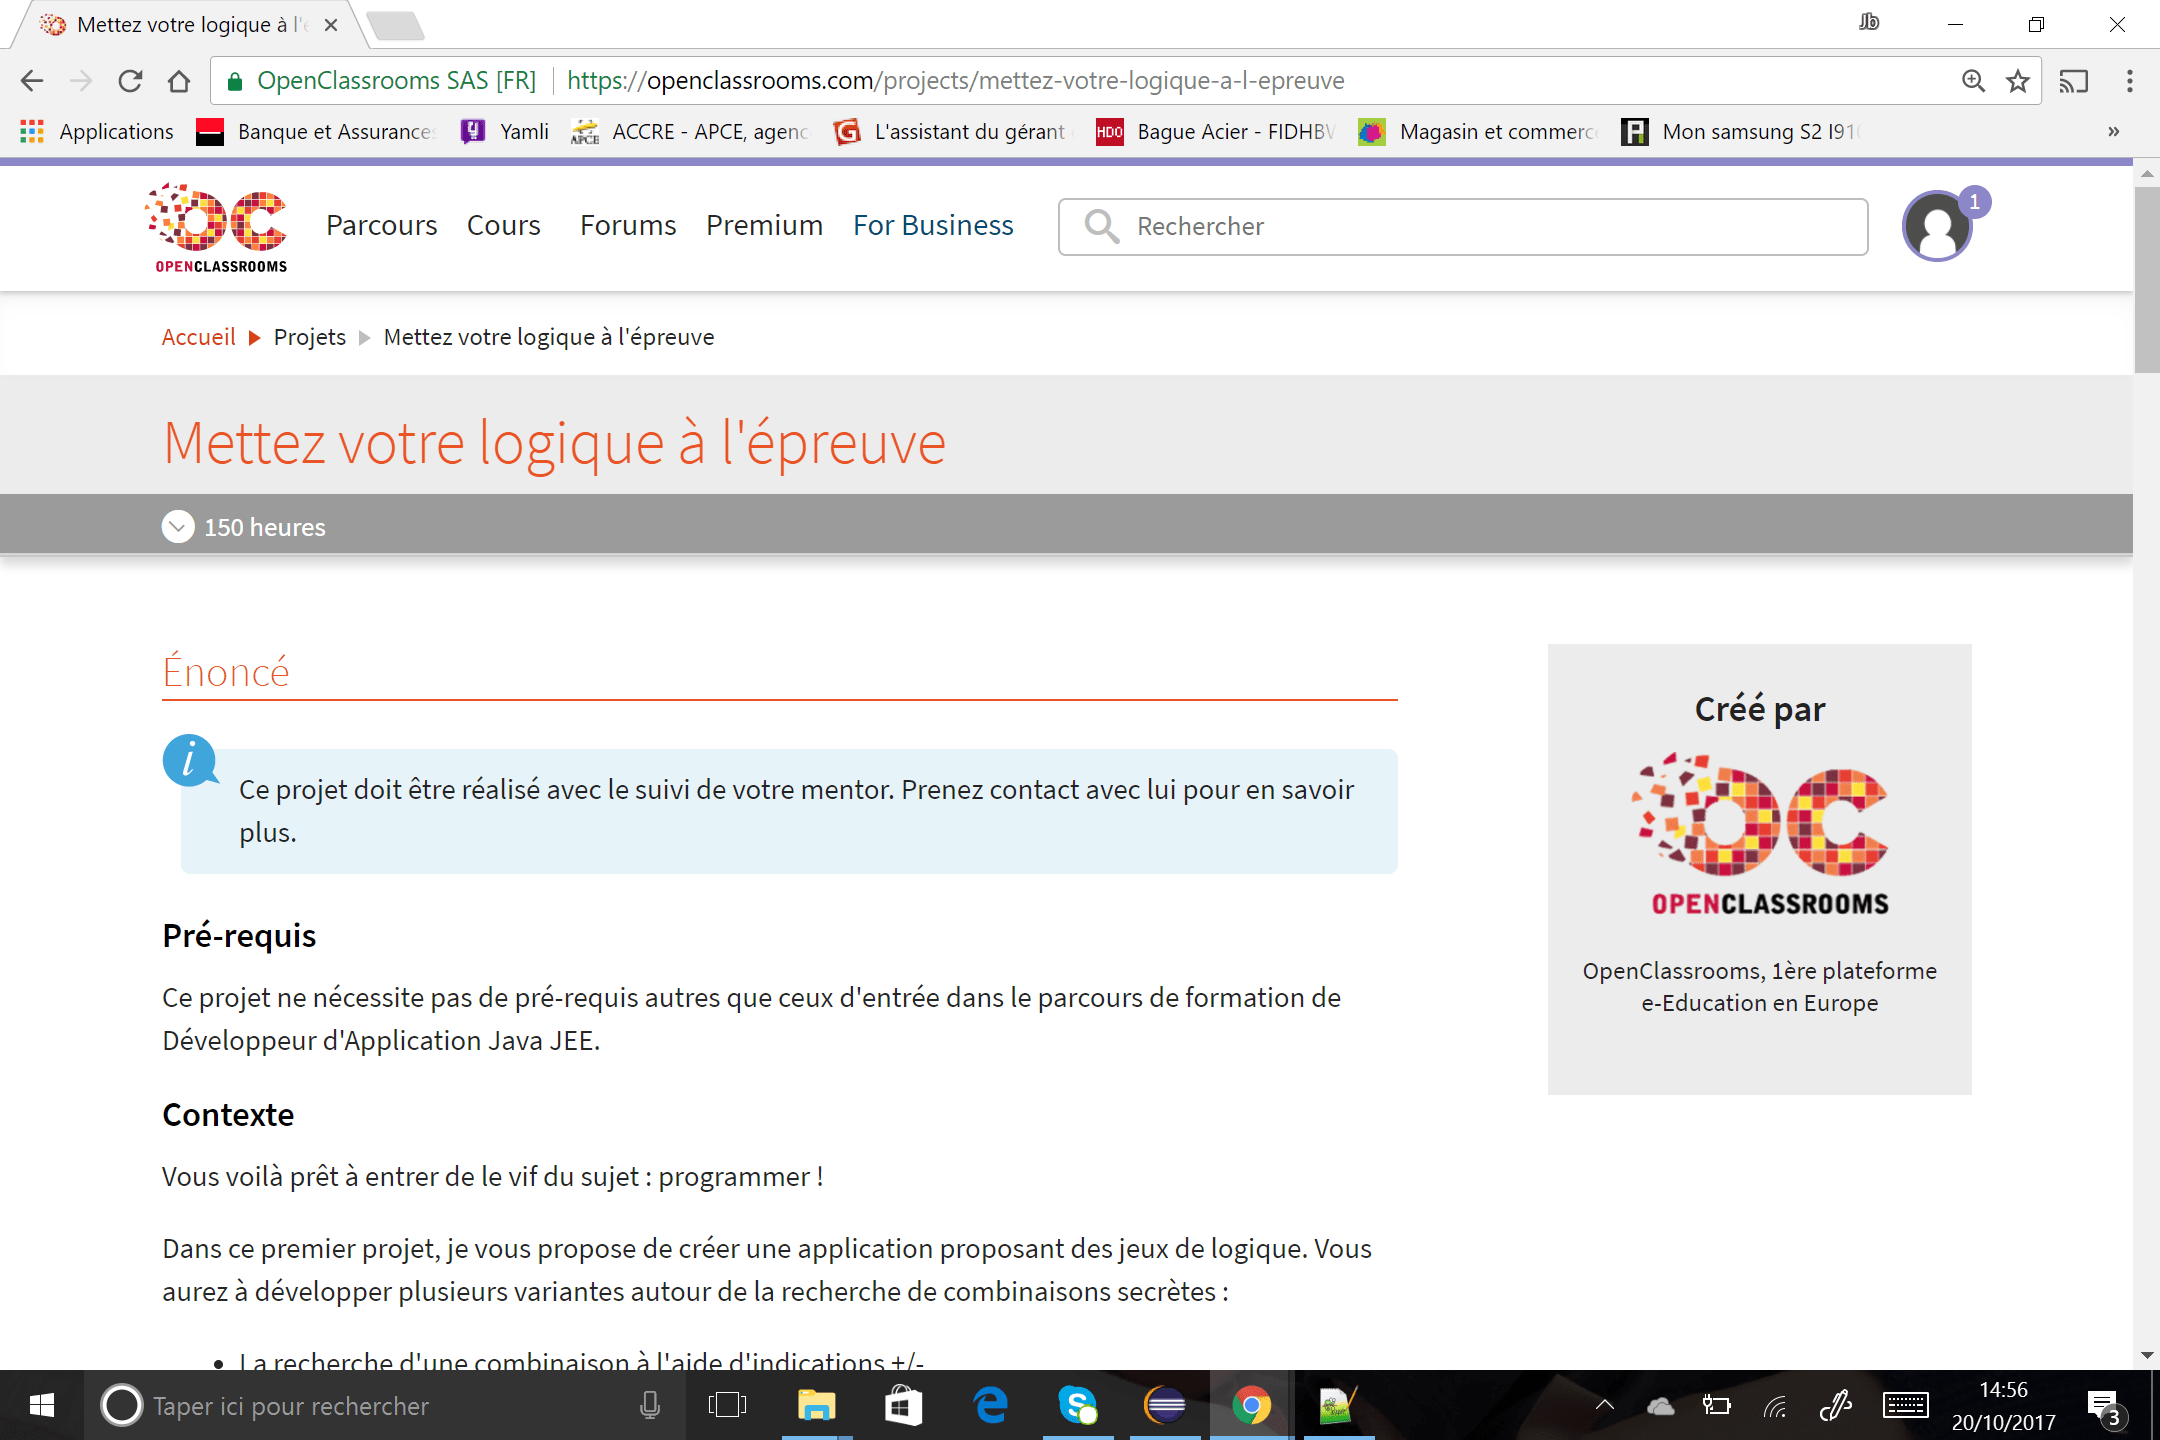 Mettez votre logique à l'é
Jb
OpenClassrooms SAS [FR] https://openclassrooms.com/projects/mettez-votre-logique-a-l-epreuve
Applications Banque et Assurances Yamli APCE ACCRE - APCE, agenc L'assistant du gérant HDO Bague Acier - FIDHBV Magasin et commerc Mon samsung S2 I910 »
OPENCLASSROOMS
Parcours Cours Forums Premium For Business Rechercher 1
Accueil Projets Mettez votre logique à l'épreuve
Mettez votre logique à l'épreuve
150 heures
Énoncé
i
Ce projet doit être réalisé avec le suivi de votre mentor. Prenez contact avec lui pour en savoir
plus.
Pré-requis
Ce projet ne nécessite pas de pré-requis autres que ceux d'entrée dans le parcours de formation de
Développeur d'Application Java JEE.
Contexte
Vous voilà prêt à entrer de le vif du sujet : programmer !
Dans ce premier projet, je vous propose de créer une application proposant des jeux de logique. Vous
aurez à développer plusieurs variantes autour de la recherche de combinaisons secrètes :
• La recherche d'une combinaison à l'aide d'indications +/-
Créé par
OPENCLASSROOMS
OpenClassrooms, 1ère plateforme
e-Education en Europe
Taper ici pour rechercher
14:56
20/10/2017
3